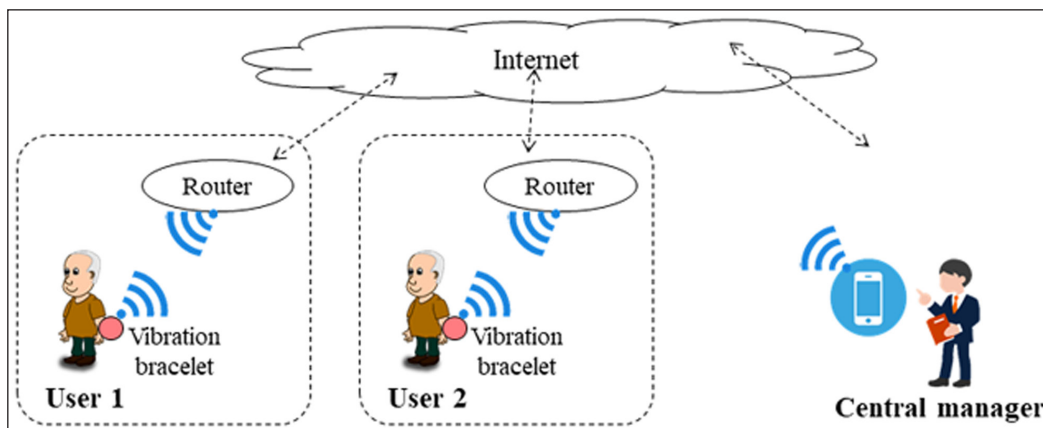 Internet
Router
Router
Vibration
bracelet
Vibration
bracelet
User 1
User 2
Central manager